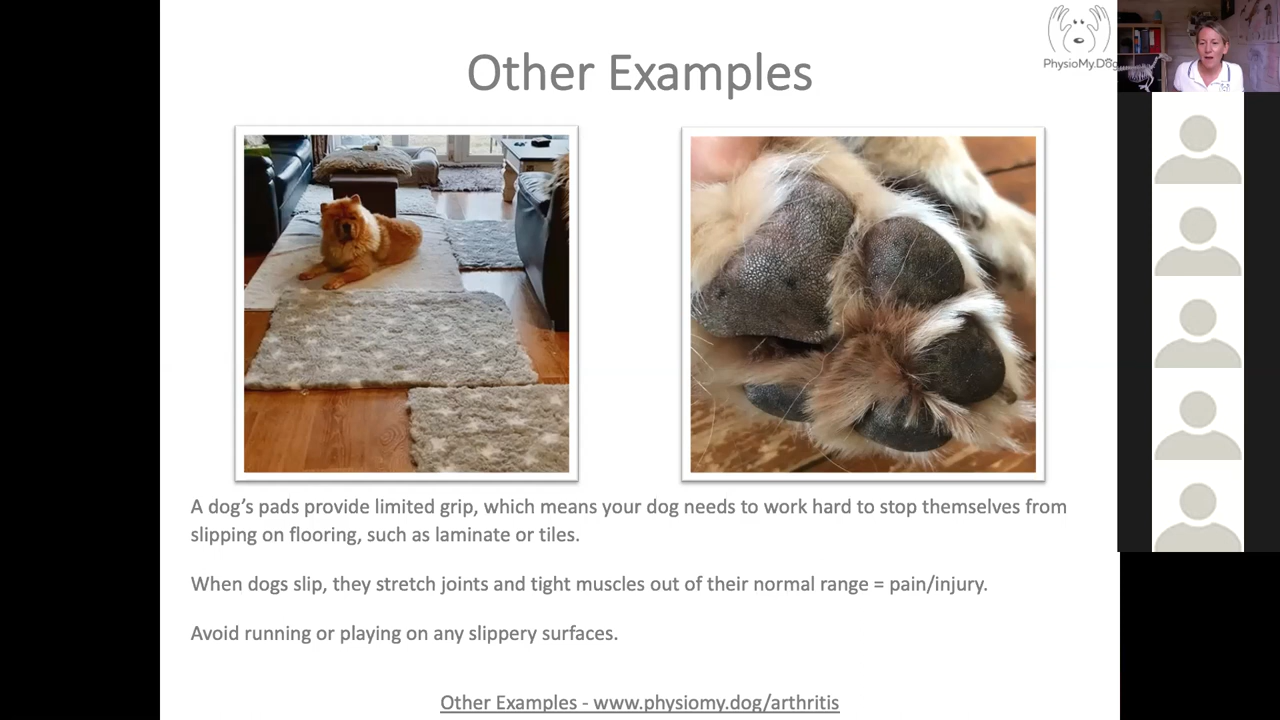 Other Examples
PhysioMy.Dog
A dog’s pads provide limited grip, which means your dog needs to work hard to stop themselves from
slipping on flooring, such as laminate or tiles.
When dogs slip, they stretch joints and tight muscles out of their normal range = pain/injury.
Avoid running or playing on any slippery surfaces.
Other Examples - www.physiomy.dog/arthritis